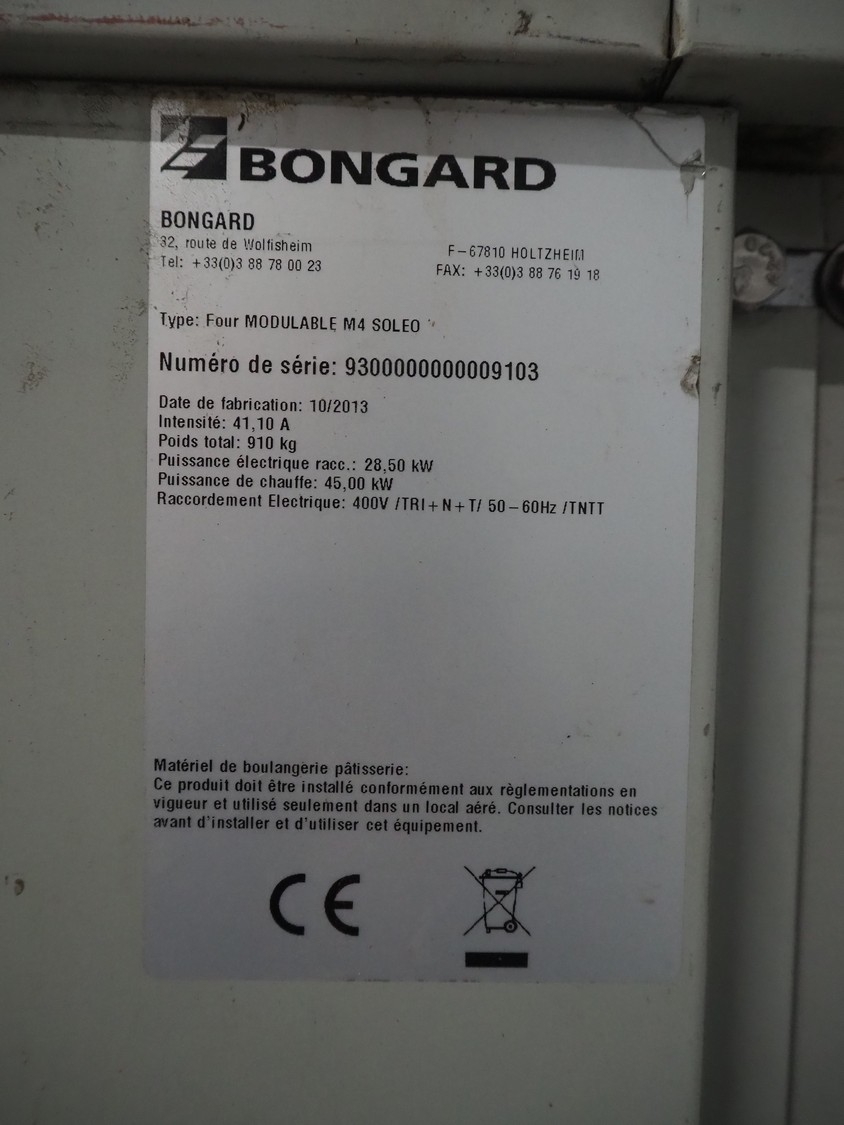 BONGARD
BONGARD
32, route de Wolfisheim
F-67810 HOLTZHEIM
Tel: +33(0)3 88 78 00 23
FAX: +33(0)3 88 76 19 18
Type: Four MODULABLE M4 SOLEO
Numéro de série: 9300000000009103
Date de fabrication: 10/2013
Intensité: 41,10 A
Poids total: 910 kg
Puissance électrique racc.: 28,50 kW
Puissance de chauffe: 45,00 kW
Raccordement Electrique: 400V /TRI+N+T/ 50-60Hz /TNTT
Matériel de boulangerie pâtisserie:
Ce produit doit être installé conformément aux règlementations en
vigueur et utilisé seulement dans un local aéré. Consulter les notices
avant d'installer et d'utiliser cet équipement.
CE